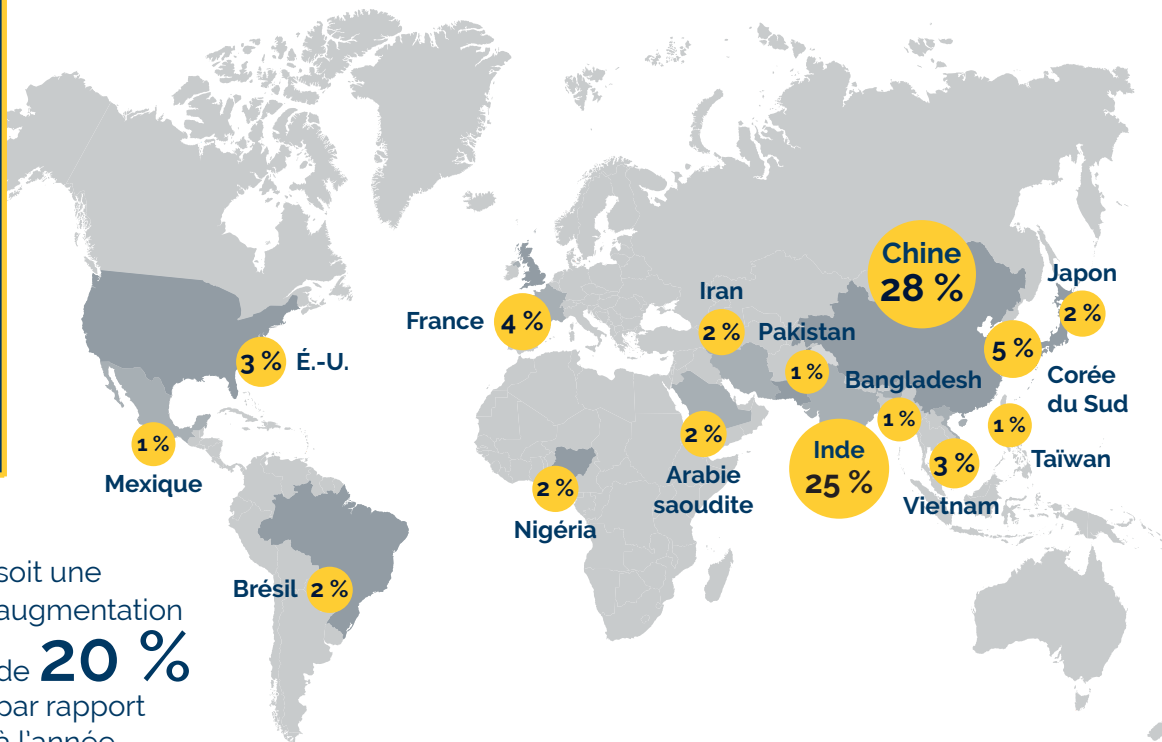 Chine
28 %
Japon
2 %
Iran
2 %
France 4 %
Pakistan
1 %
5 %
Corée
du Sud
3 % É.-U.
Bangladesh
1 %
1 %
Taïwan
1 %
Mexique
2 %
Arabie
saoudite
Inde
25 %
3 %
Vietnam
2 %
Nigéria
Brésil 2 %
soit une
augmentation
de 20 %
par rapport
à l'année